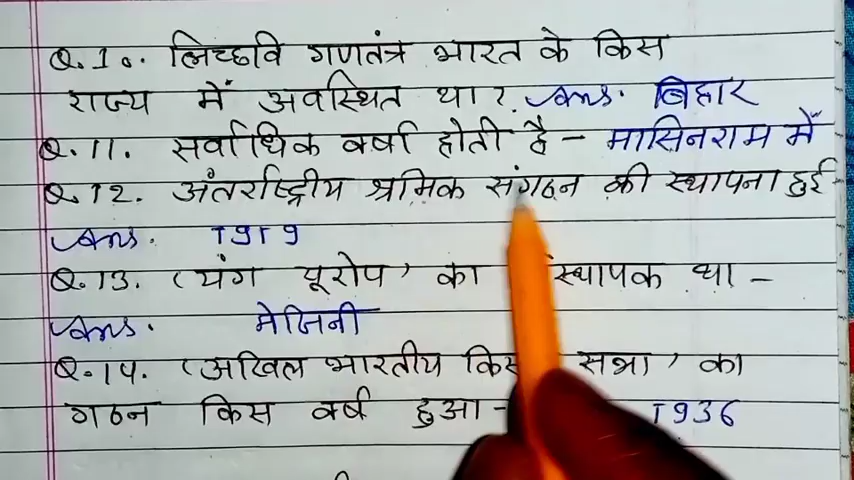 Q.10. लिच्छवि गणतंत्र भारत के किस
राज्य में अवस्थित था? Ans. बिहार
Q.11. सर्वाधिक वर्षा होती है - मासिनराम में
Q.12. अंतर्राष्ट्रीय श्रमिक संगठन की स्थापना हुई
Ans. 1919
Q.13. 'यंग यूरोप' का स्थापक था -
Ans. मेजिनी
Q.14. 'अखिल भारतीय सभा' का
गठन किस वर्ष हुआ - 1936